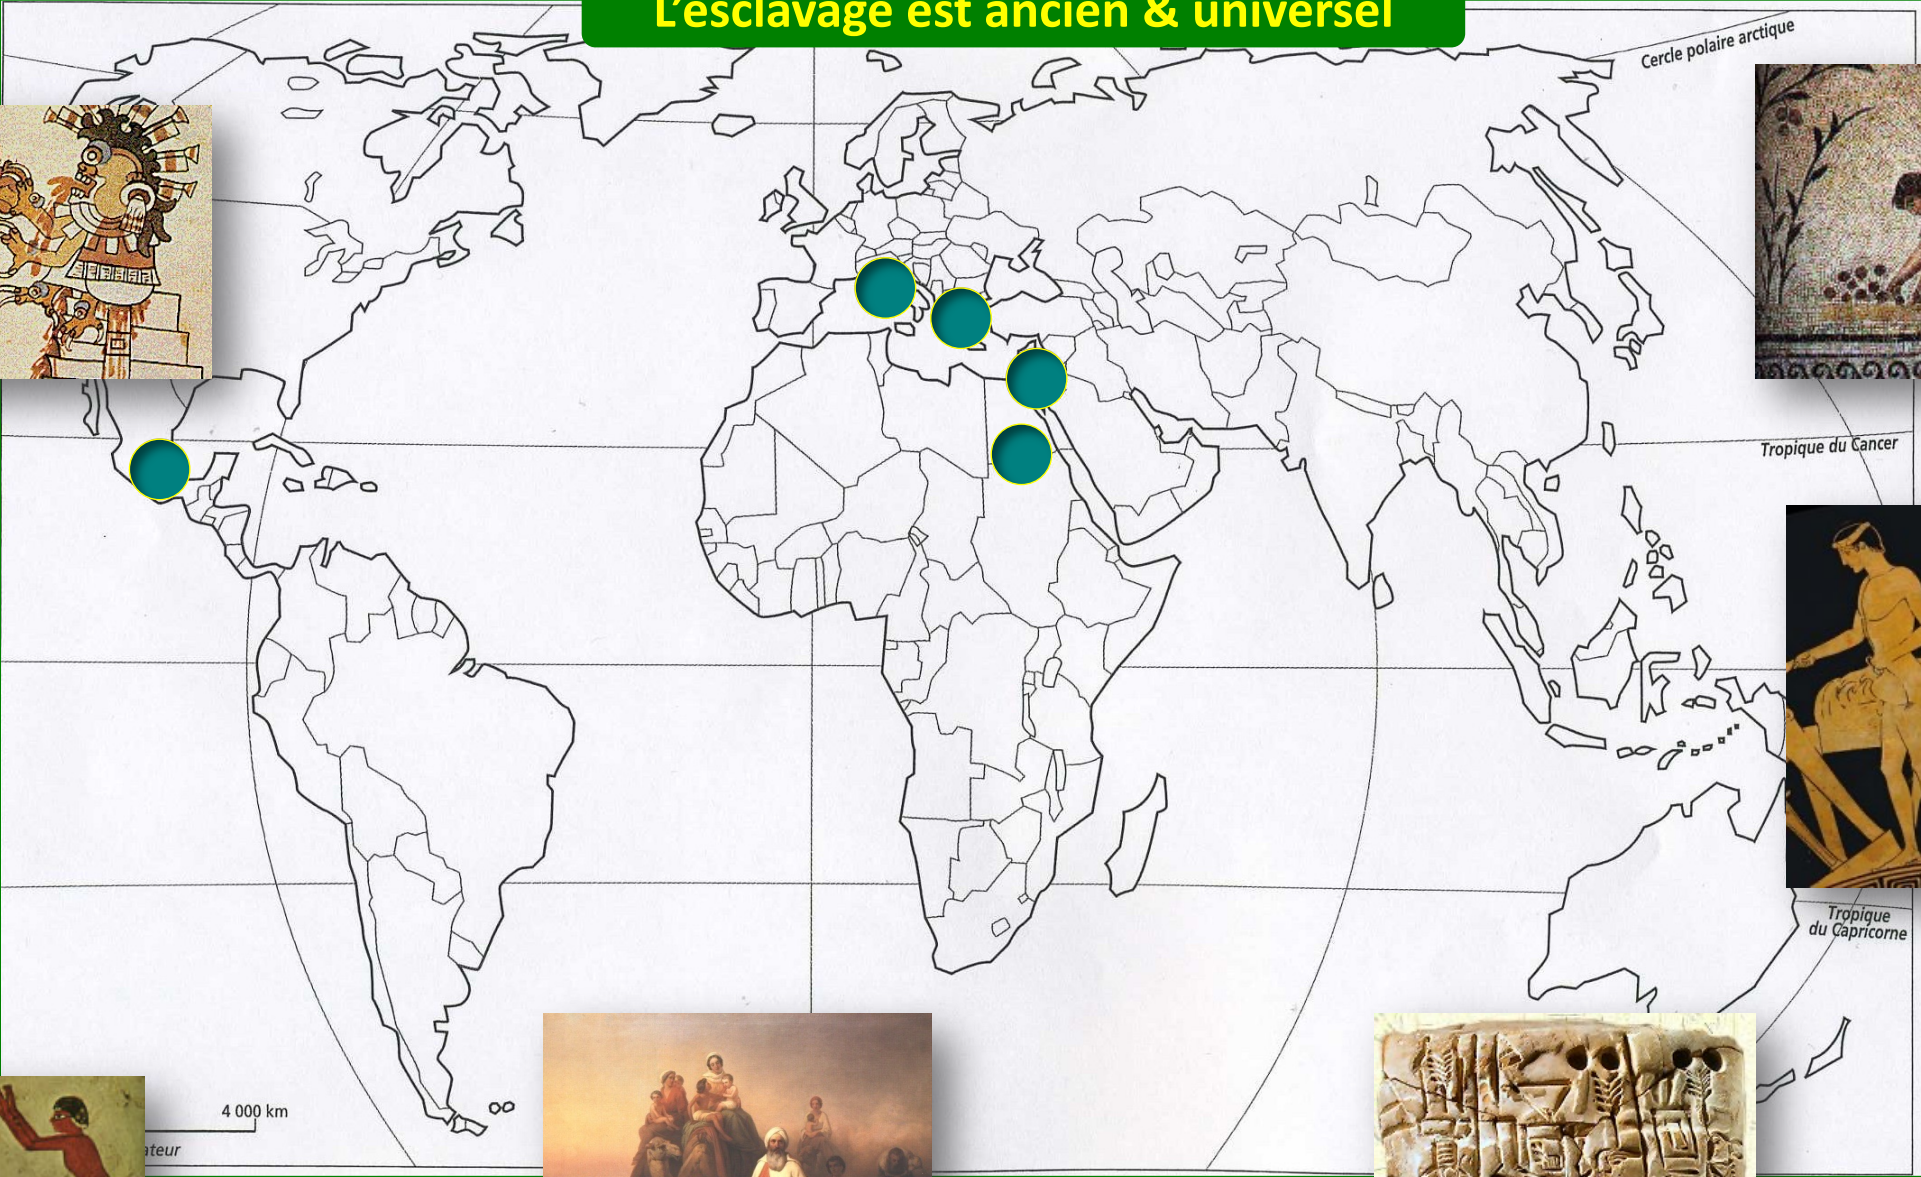 L'esclavage est ancien & universel
Cercle polaire arctique
Tropique du Cancer
Tropique
du Capricorne
4 000 km